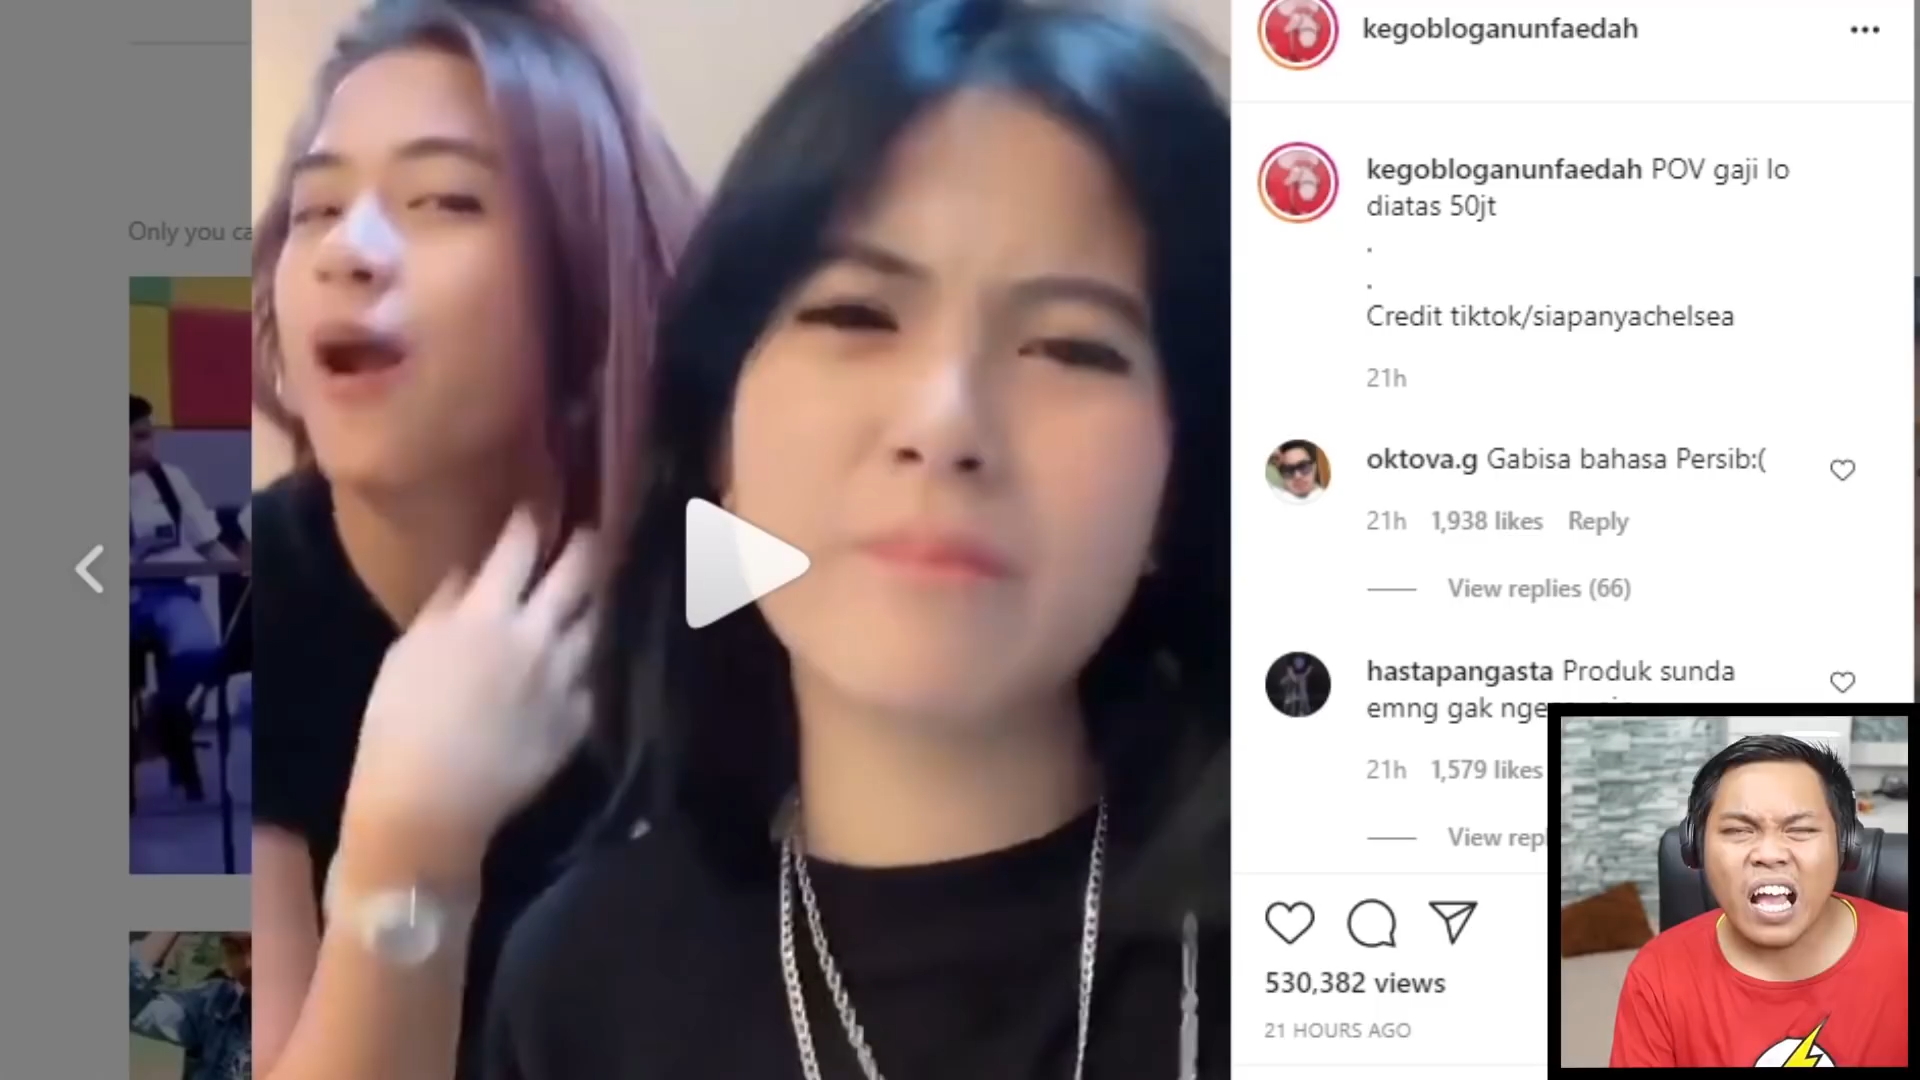 Only you ca
kegobloganunfaedah
kegobloganunfaedah POV gaji lo
diatas 50jt
.
.
Credit tiktok/siapanyachelsea
21h
oktova.g Gabisa bahasa Persib:(
21h 1,938 likes Reply
View replies (66)
hastapangasta Produk sunda
emng gak
21h 1,579 likes
View repl
530,382 views
21 HOURS AGO